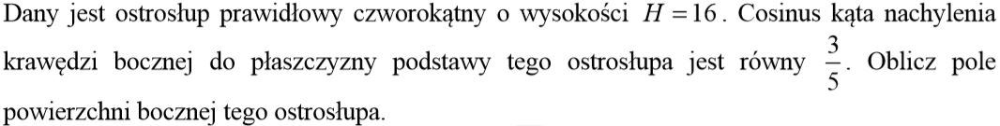 Dany jest ostrosłup prawidłowy czworokątny o wysokości H = 16. Cosinus kąta nachylenia
krawędzi bocznej do płaszczyzny podstawy tego ostrosłupa jest równy 3/5. Oblicz pole
powierzchni bocznej tego ostrosłupa.